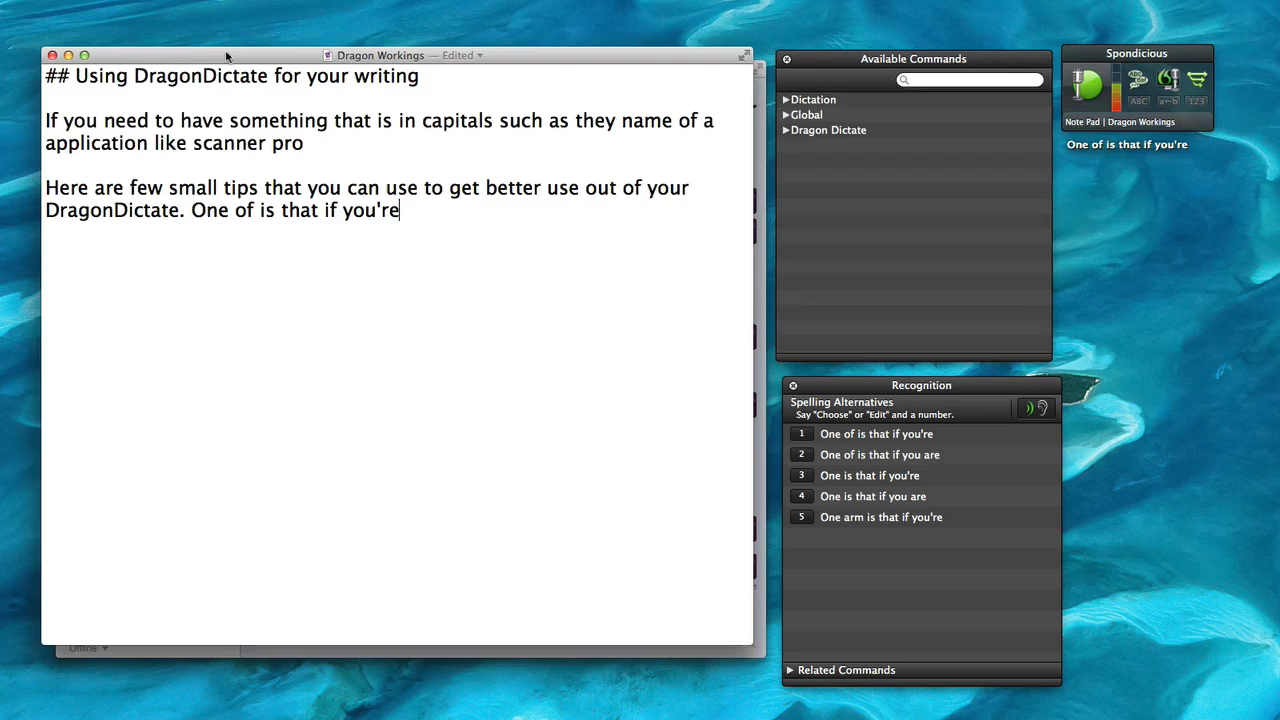 Dragon Workings — Edited
## Using DragonDictate for your writing
If you need to have something that is in capitals such as they name of a
application like scanner pro
Here are few small tips that you can use to get better use out of your
DragonDictate. One of is that if you're
Offline
Available Commands
Dictation
Global
Dragon Dictate
Spondicious
ABC
a←b
123
Note Pad | Dragon Workings
One of is that if you're
Recognition
Spelling Alternatives
Say "Choose" or "Edit" and a number.
1 One of is that if you're
2 One of is that if you are
3 One is that if you're
4 One is that if you are
5 One arm is that if you're
Related Commands